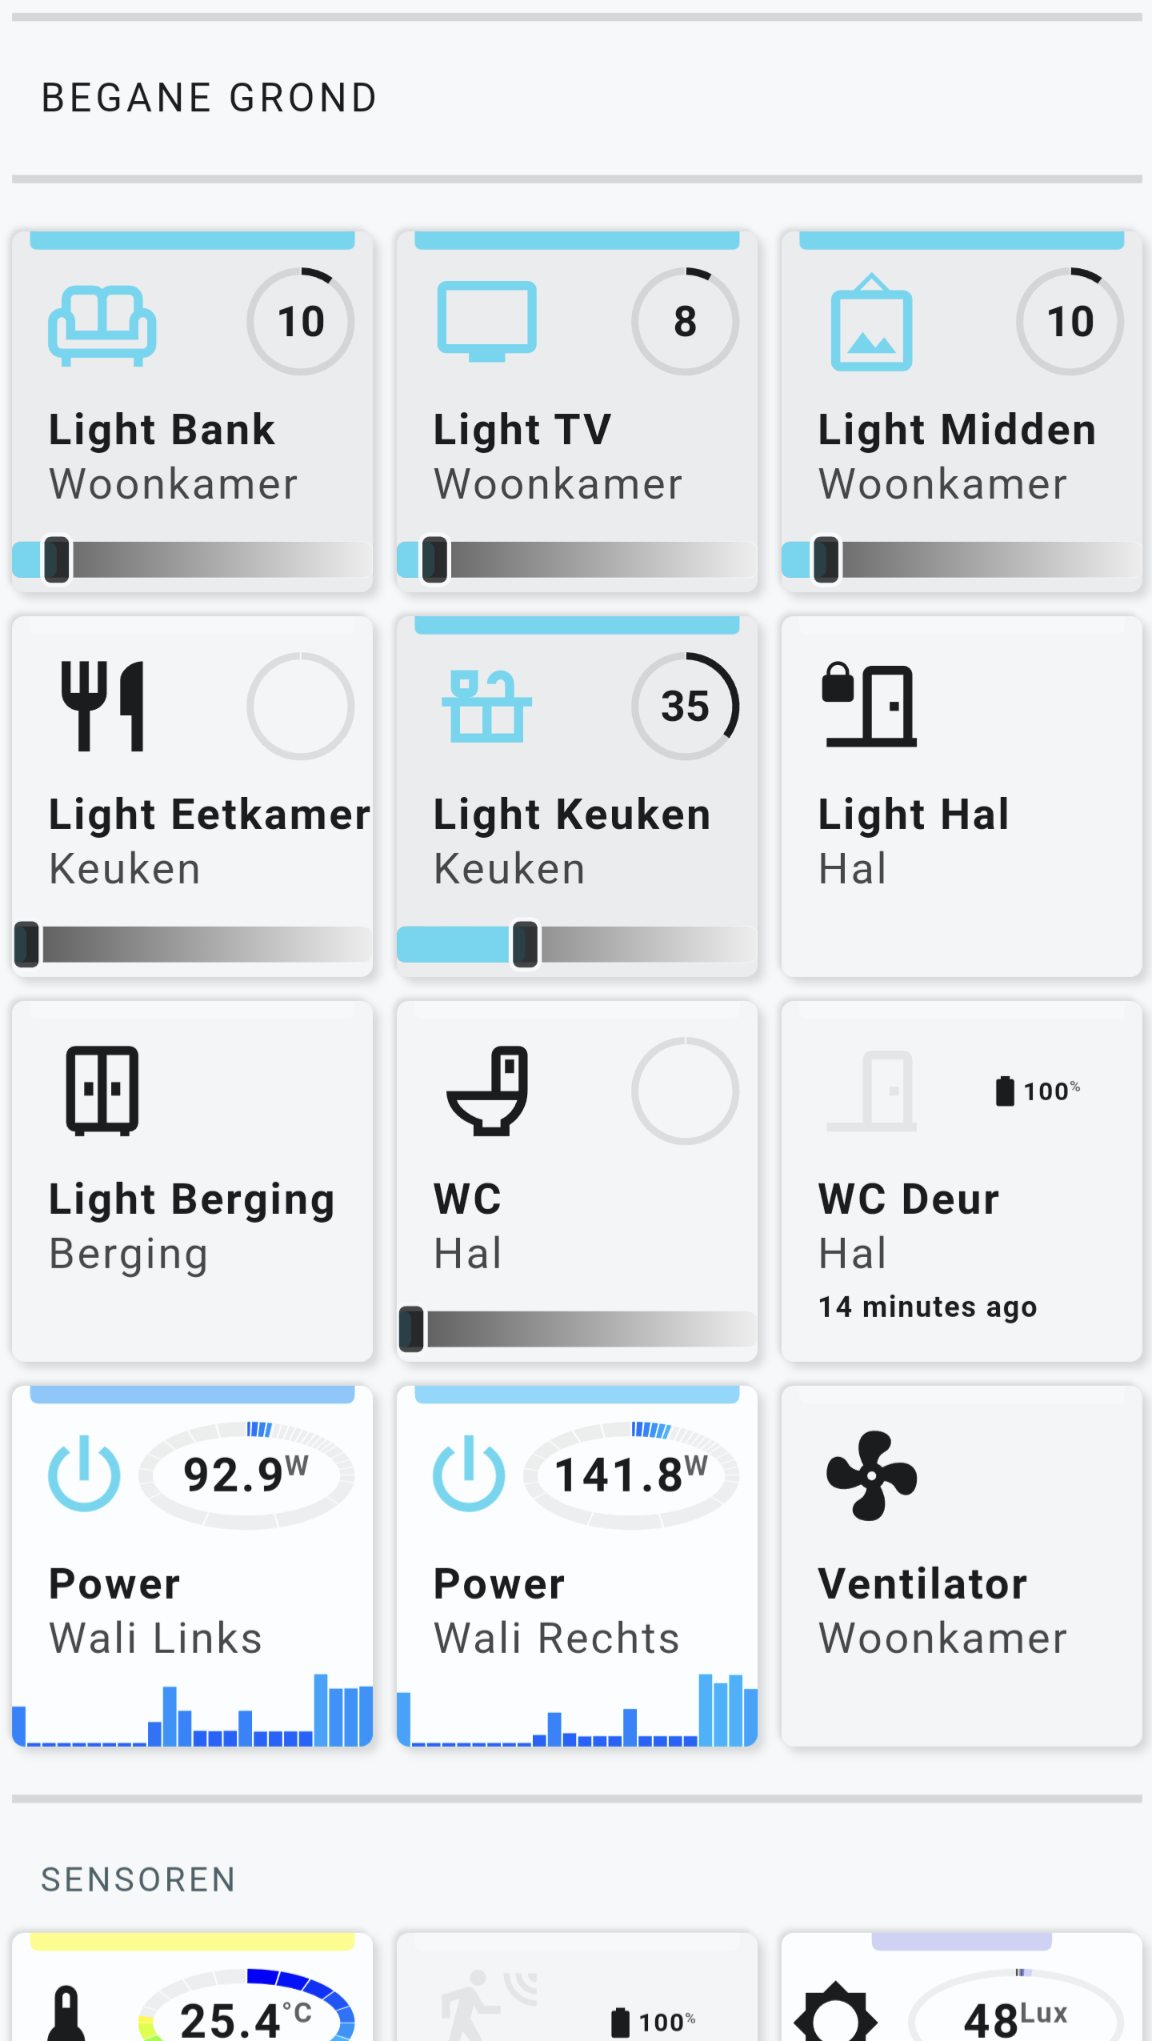 BEGANE GROND
10
Light Bank
Woonkamer
8
Light TV
Woonkamer
10
Light Midden
Woonkamer
Light Eetkamer
Keuken
35
Light Keuken
Keuken
Light Hal
Hal
Light Berging
Berging
WC
Hal
100%
WC Deur
Hal
14 minutes ago
92.9W
Power
Wali Links
141.8W
Power
Wali Rechts
Ventilator
Woonkamer
SENSOREN
25.4°C
100%
48Lux